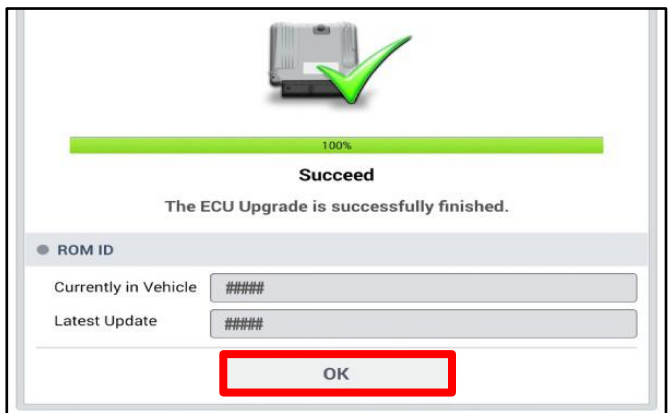 100%
Succeed
The ECU Upgrade is successfully finished.
ROM ID
Currently in Vehicle #####
Latest Update #####
OK